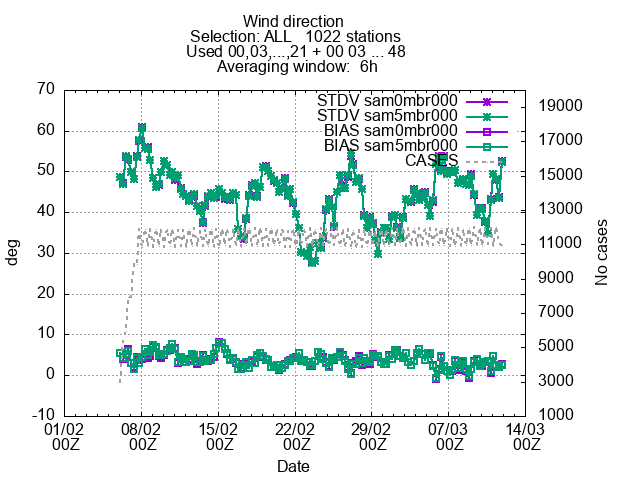 Wind direction
Selection: ALL   1022 stations
Used 00,03,...,21 + 00 03 ... 48
Averaging window:  6h
STDV sam0mbr000
STDV sam5mbr000
BIAS sam0mbr000
BIAS sam5mbr000
CASES
70
60
50
40
30
20
10
0
-10
deg
19000
17000
15000
13000
11000
9000
7000
5000
3000
1000
No cases
01/02 08/02 15/02 22/02 29/02 07/03 14/03
00Z 00Z 00Z 00Z 00Z 00Z 00Z
Date